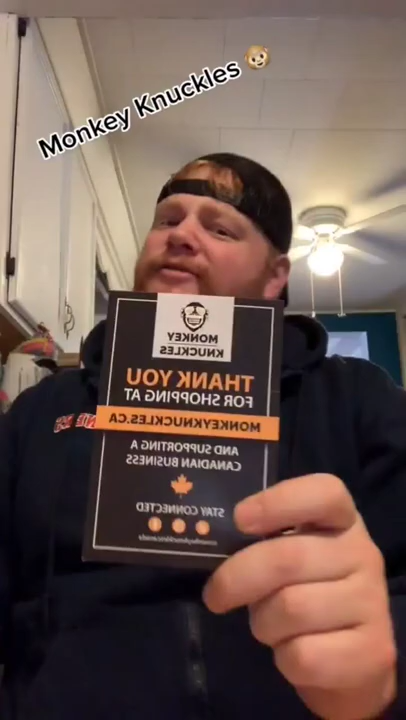 Monkey Knuckles 🐵
MONKEY
KNUCKLES
THANK YOU
FOR SHOPPING AT
MONKEYKNUCKLES.CA
AND SUPPORTING A
CANADIAN BUSINESS
STAY CONNECTED